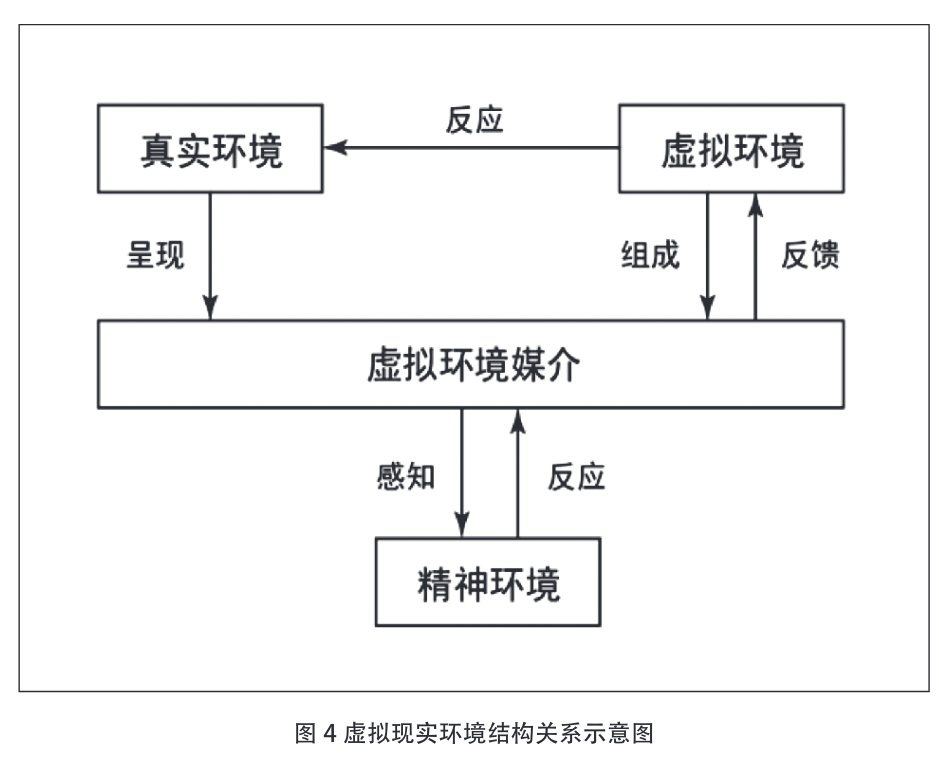 反应
真实环境
虚拟环境
呈现
组成
反馈
虚拟环境媒介
感知
反应
精神环境
图 4 虚拟现实环境结构关系示意图